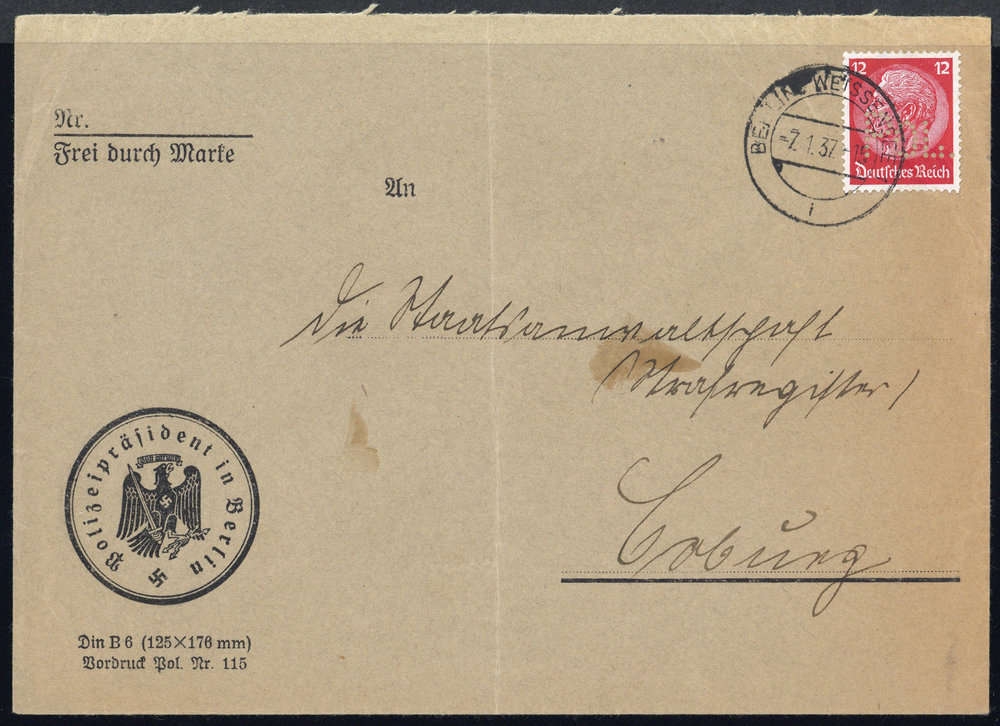 Nr.
Frei durch Marke
An
12 12
Deutsches Reich
BERLIN-WEISSENSEE
-7.1.37.
i
die Staatsanwaltschaft
Strafregister/
Coburg
Polizeipräsident in Berlin
Din B 6 (125×176 mm)
Vordruck Pol. Nr. 115